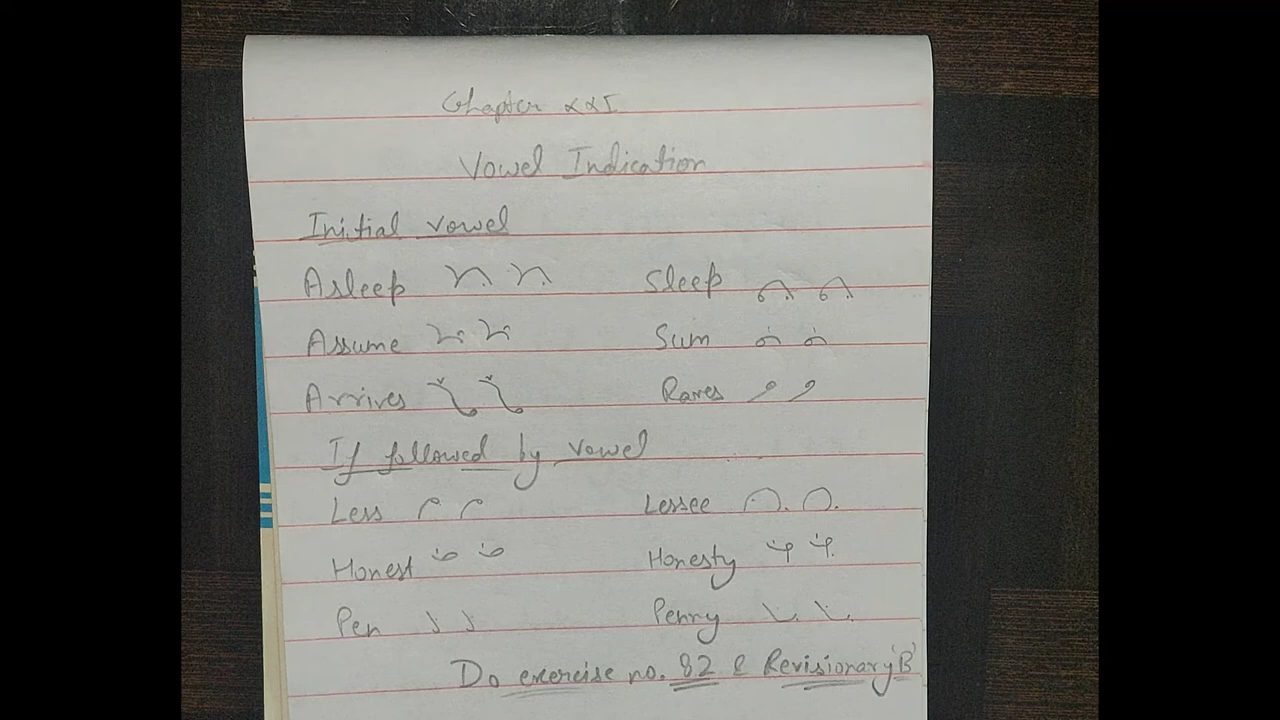 Chapter XXI
Vowel Indication
Initial vowel
Asleep Sleep
Assume Sum
Arrives Raves
If followed by vowel
Less Lessee
Honest Honesty
Pen Penny
Do exercise no. 82 & Revisionary 'B'